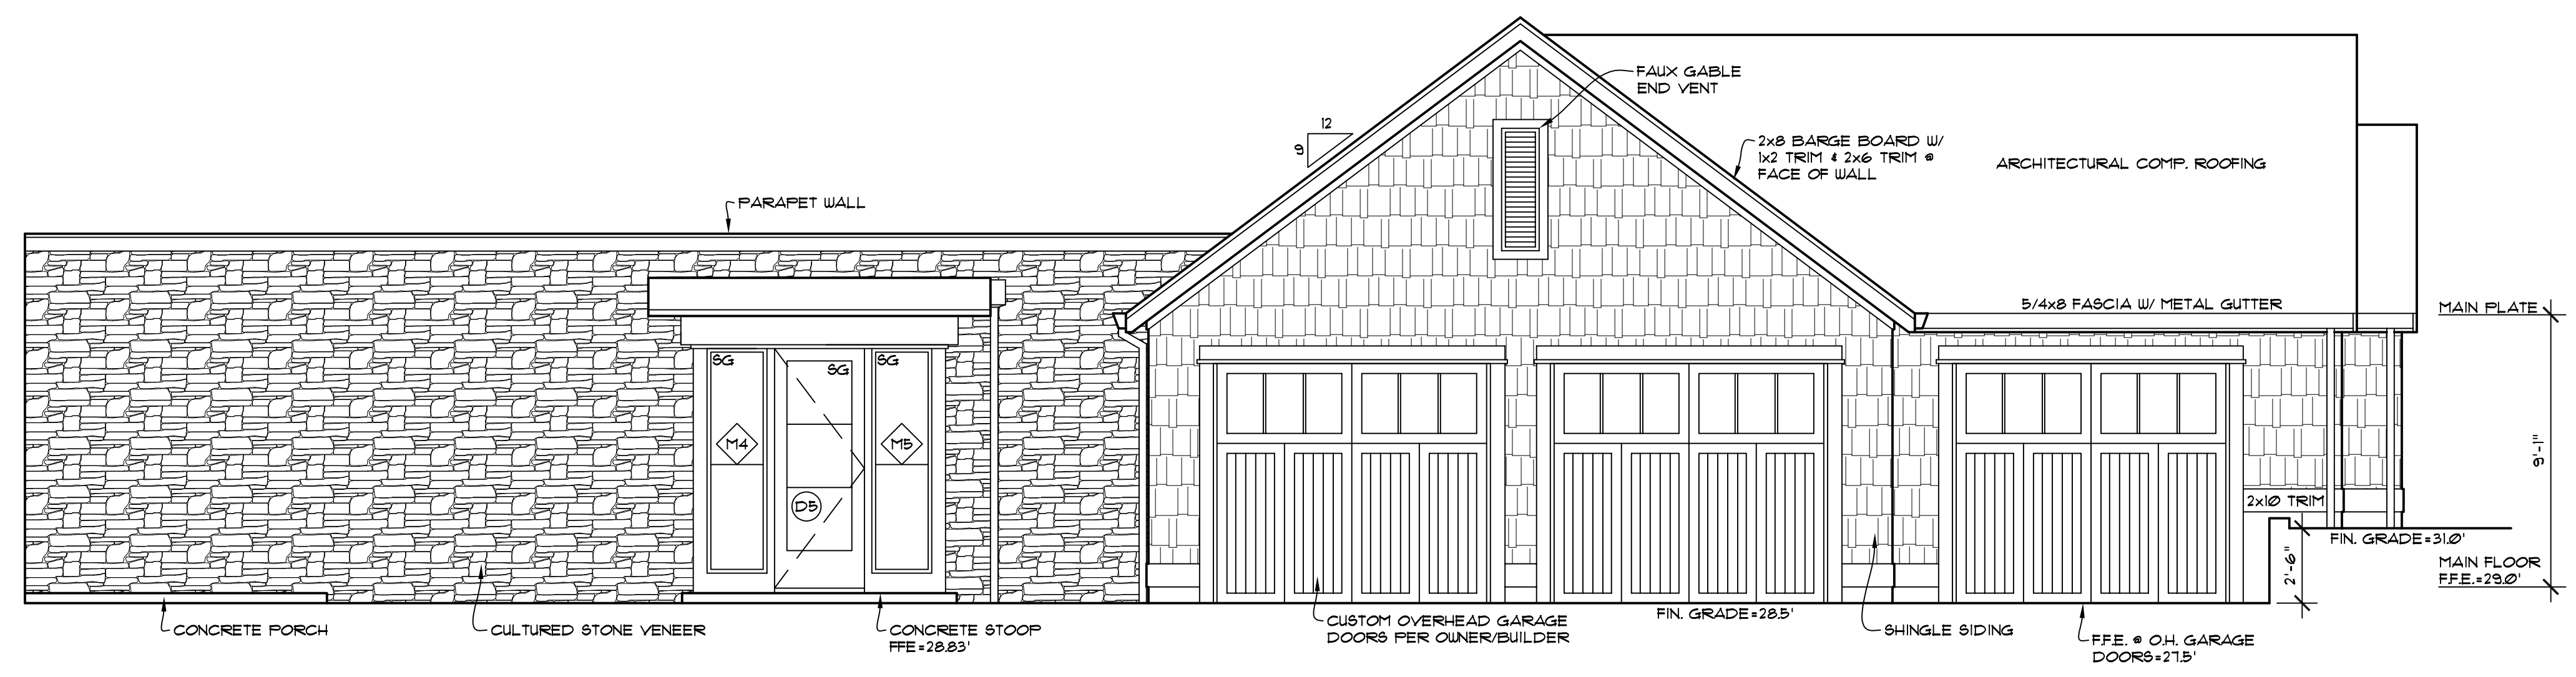 FAUX GABLE
END VENT
12
9
2x8 BARGE BOARD W/
1x2 TRIM & 2x6 TRIM @
FACE OF WALL
ARCHITECTURAL COMP. ROOFING
PARAPET WALL
5/4x8 FASCIA W/ METAL GUTTER
MAIN PLATE
SG
SG
SG
M4
M5
D5
9'-1"
2x10 TRIM
FIN. GRADE=31.0'
2'-6"
MAIN FLOOR
F.F.E.=29.0'
CONCRETE PORCH
CULTURED STONE VENEER
CONCRETE STOOP
FFE=28.83'
CUSTOM OVERHEAD GARAGE
DOORS PER OWNER/BUILDER
FIN. GRADE=28.5'
SHINGLE SIDING
F.F.E. @ O.H. GARAGE
DOORS=27.5'